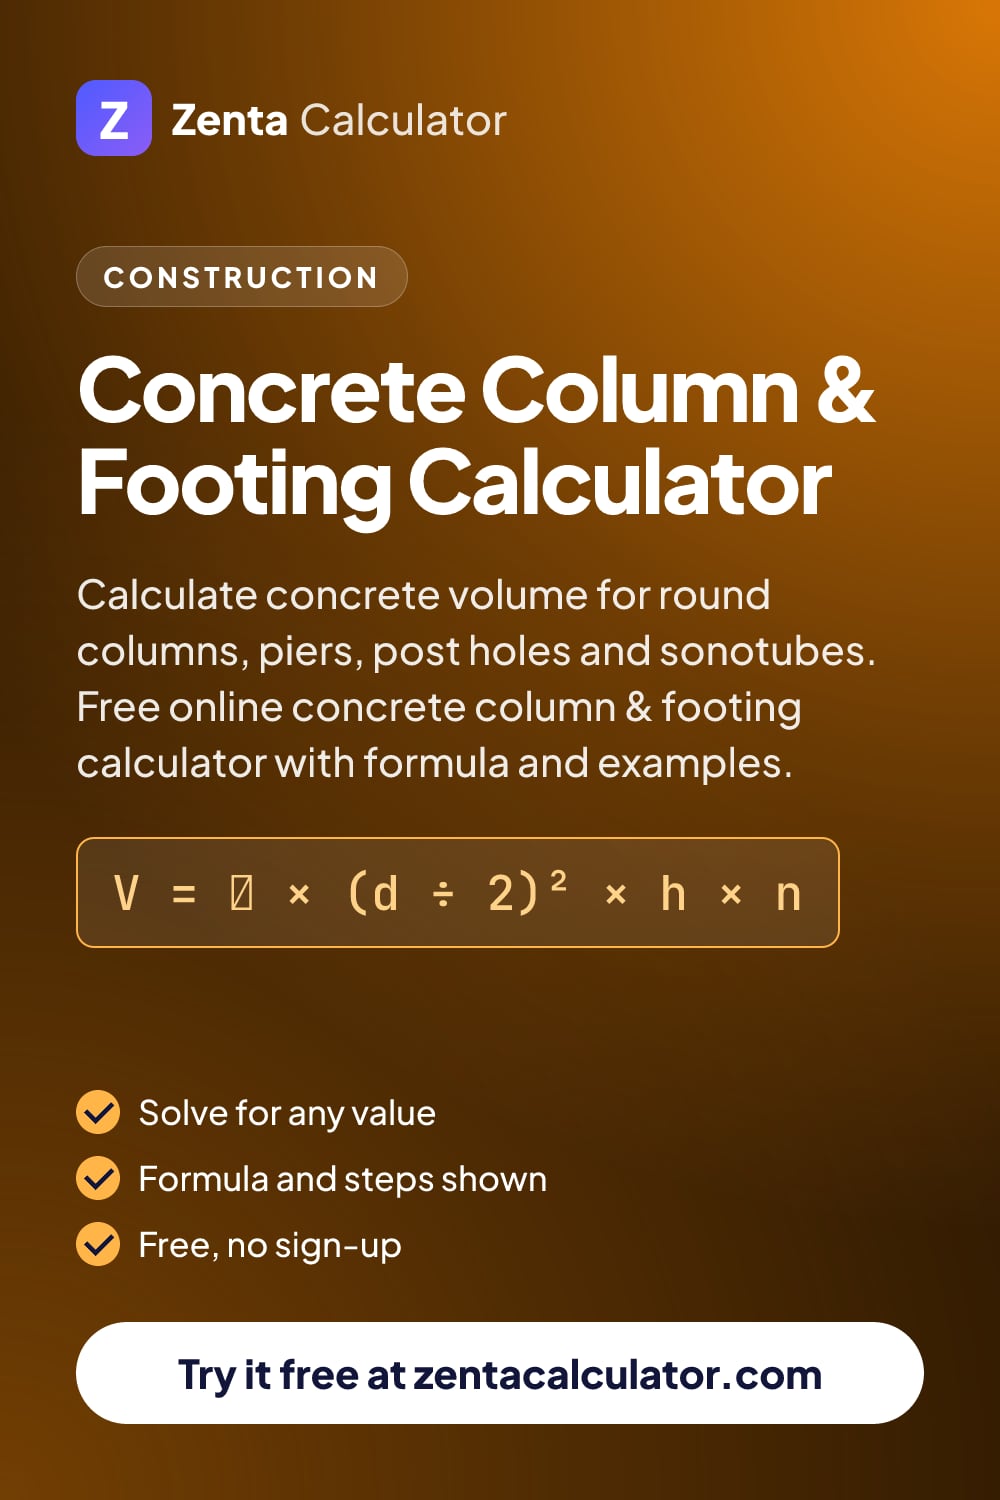 Z Zenta Calculator
CONSTRUCTION
Concrete Column &
Footing Calculator
Calculate concrete volume for round
columns, piers, post holes and sonotubes.
Free online concrete column & footing
calculator with formula and examples.
V = × (d ÷ 2)² × h × n
Solve for any value
Formula and steps shown
Free, no sign-up
Try it free at zentacalculator.com